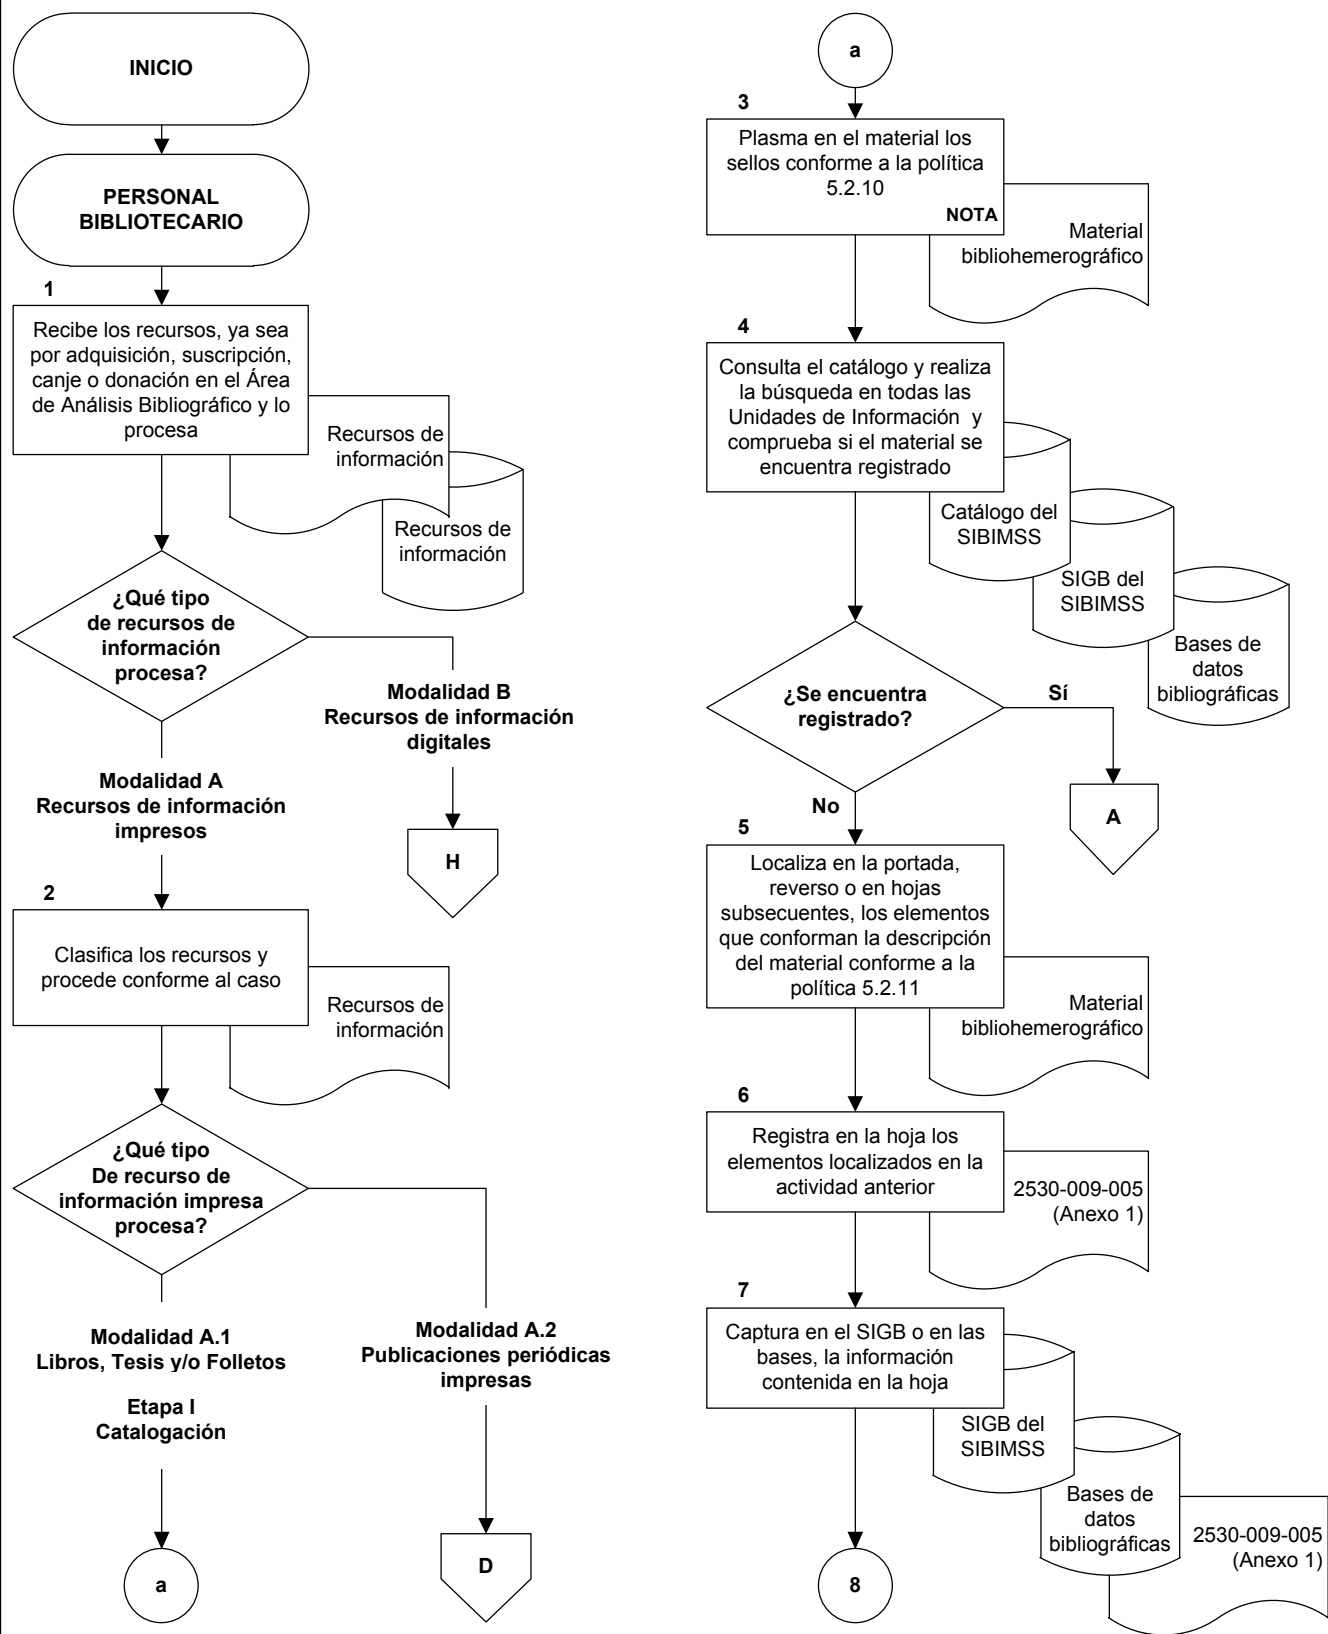 INICIO
PERSONAL
BIBLIOTECARIO
1
Recibe los recursos, ya sea
por adquisición, suscripción,
canje o donación en el Área
de Análisis Bibliográfico y lo
procesa
Recursos de
información
Recursos de
información
¿Qué tipo
de recursos de
información
procesa?
Modalidad B
Recursos de información
digitales
H
Modalidad A
Recursos de información
impresos
2
Clasifica los recursos y
procede conforme al caso
Recursos de
información
¿Qué tipo
De recurso de
información impresa
procesa?
Modalidad A.1
Libros, Tesis y/o Folletos
Etapa I
Catalogación
a
Modalidad A.2
Publicaciones periódicas
impresas
D
a
3
Plasma en el material los
sellos conforme a la política
5.2.10
NOTA
Material
bibliohemerográfico
4
Consulta el catálogo y realiza
la búsqueda en todas las
Unidades de Información y
comprueba si el material se
encuentra registrado
Catálogo del
SIBIMSS
SIGB del
SIBIMSS
Bases de
datos
bibliográficas
¿Se encuentra
registrado?
Sí
A
No
5
Localiza en la portada,
reverso o en hojas
subsecuentes, los elementos
que conforman la descripción
del material conforme a la
política 5.2.11
Material
bibliohemerográfico
6
Registra en la hoja los
elementos localizados en la
actividad anterior
2530-009-005
(Anexo 1)
7
Captura en el SIGB o en las
bases, la información
contenida en la hoja
SIGB del
SIBIMSS
Bases de
datos
bibliográficas
2530-009-005
(Anexo 1)
8